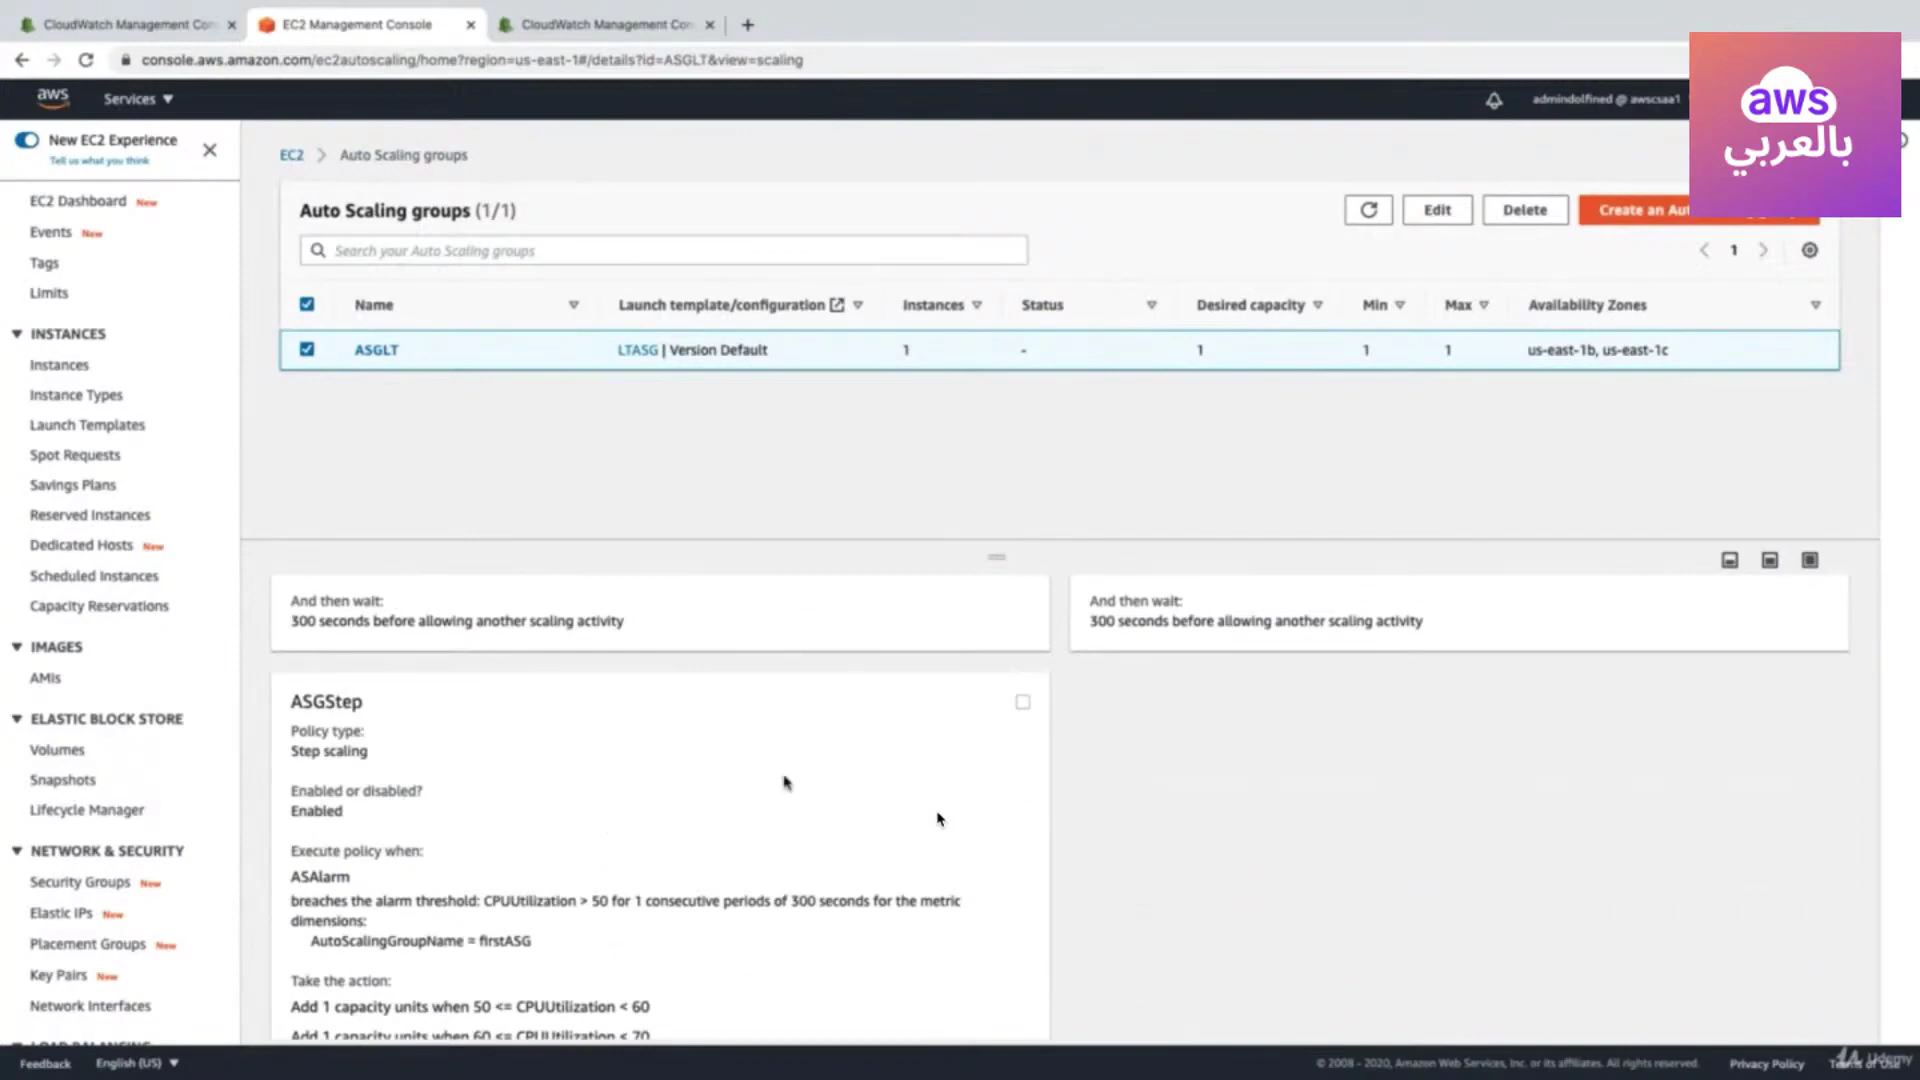 CloudWatch Management Con
EC2 Management Console
CloudWatch Management Con
console.aws.amazon.com/ec2autoscaling/home?region=us-east-1#/details?id=ASGLT&view=scaling
aws
Services
admindolfined @ awscsaa1
aws
بالعربي
New EC2 Experience
Tell us what you think
EC2 Dashboard New
Events New
Tags
Limits
INSTANCES
Instances
Instance Types
Launch Templates
Spot Requests
Savings Plans
Reserved Instances
Dedicated Hosts New
Scheduled Instances
Capacity Reservations
IMAGES
AMIs
ELASTIC BLOCK STORE
Volumes
Snapshots
Lifecycle Manager
NETWORK & SECURITY
Security Groups New
Elastic IPs New
Placement Groups New
Key Pairs New
Network Interfaces
LOAD BALANCING
EC2 > Auto Scaling groups
Auto Scaling groups (1/1)
Edit
Delete
Create an Aut
Search your Auto Scaling groups
1
Name Launch template/configuration Instances Status Desired capacity Min Max Availability Zones
ASGLT LTASG | Version Default 1 - 1 1 1 us-east-1b, us-east-1c
And then wait:
300 seconds before allowing another scaling activity
And then wait:
300 seconds before allowing another scaling activity
ASGStep
Policy type:
Step scaling
Enabled or disabled?
Enabled
Execute policy when:
ASAlarm
breaches the alarm threshold: CPUUtilization > 50 for 1 consecutive periods of 300 seconds for the metric
dimensions:
AutoScalingGroupName = firstASG
Take the action:
Add 1 capacity units when 50 <= CPUUtilization < 60
Add 1 capacity units when 60 <= CPUUtilization < 70
Feedback
English (US)
© 2008 - 2020, Amazon Web Services, Inc. or its affiliates. All rights reserved.
Privacy Policy
Terms of Use
Udemy